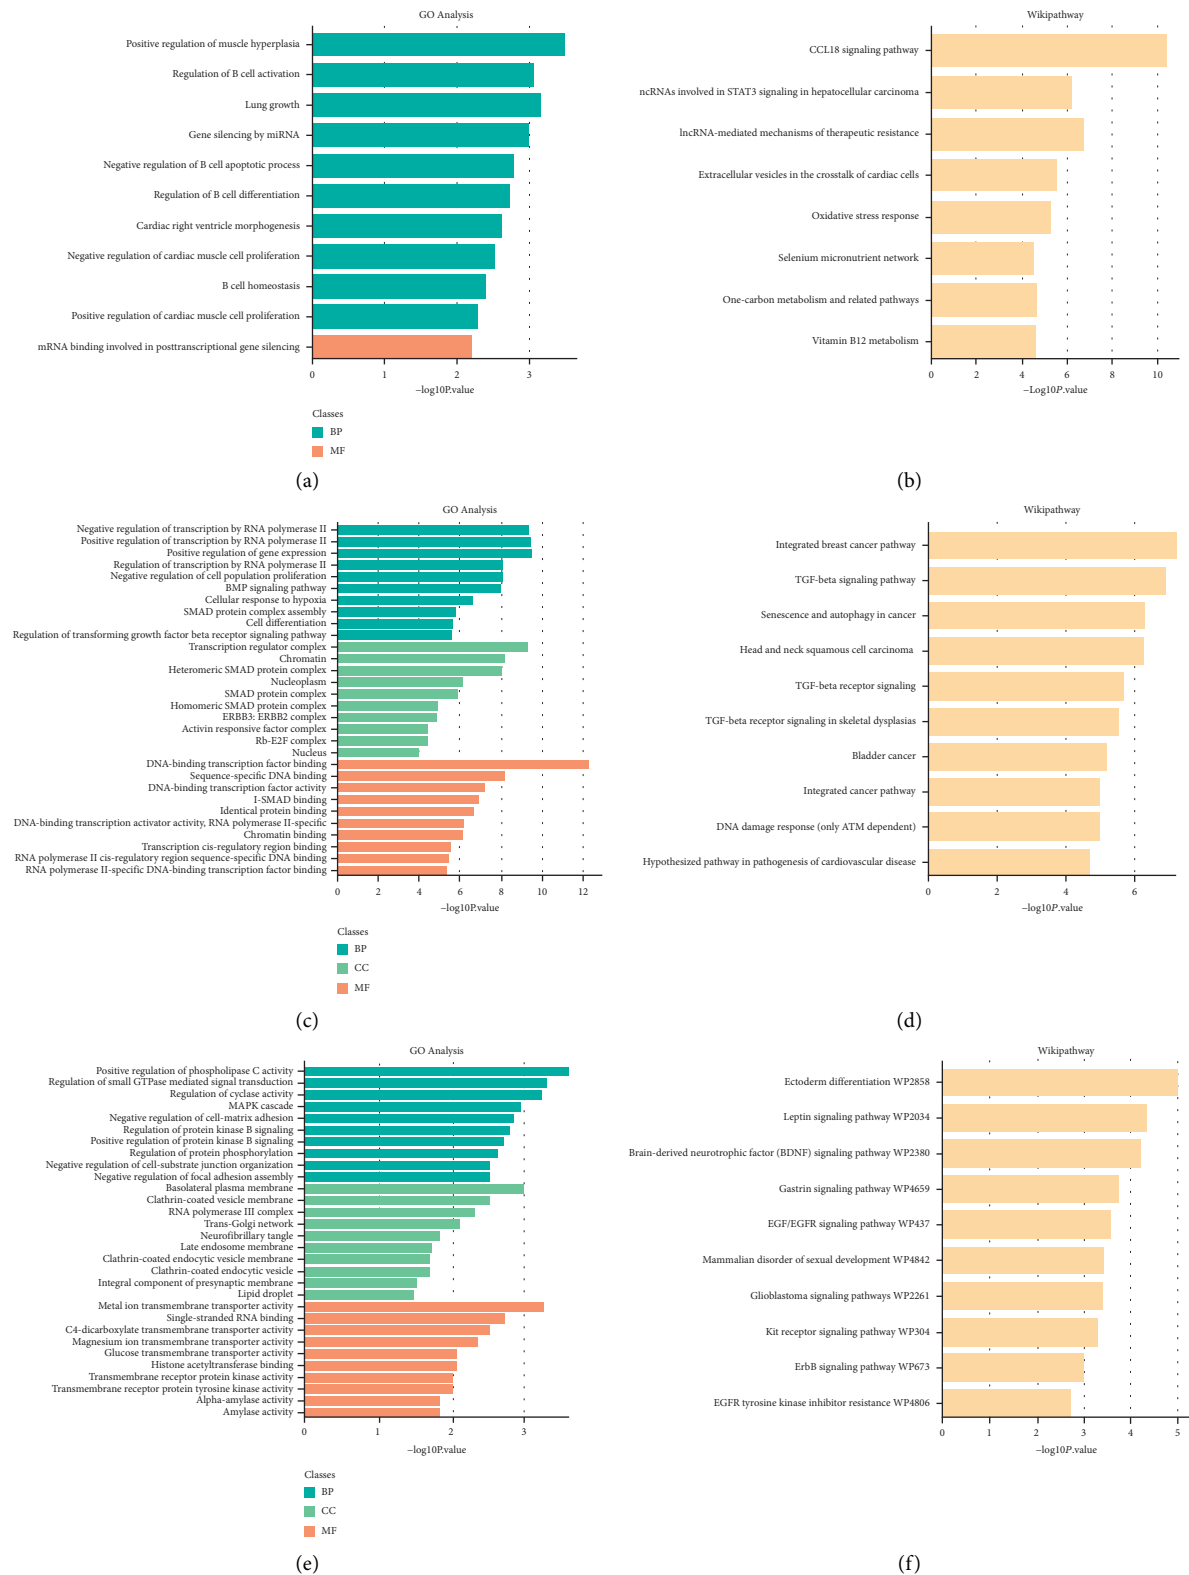 GO Analysis
Positive regulation of muscle hyperplasia
Regulation of B cell activation
Lung growth
Gene silencing by miRNA
Negative regulation of B cell apoptotic process
Regulation of B cell differentiation
Cardiac right ventricle morphogenesis
Negative regulation of cardiac muscle cell proliferation
B cell homeostasis
Positive regulation of cardiac muscle cell proliferation
mRNA binding involved in posttranscriptional gene silencing
0 1 2 3
−log10P.value
Classes
BP
MF
(a)
Wikipathway
CCL18 signaling pathway
ncRNAs involved in STAT3 signaling in hepatocellular carcinoma
lncRNA-mediated mechanisms of therapeutic resistance
Extracellular vesicles in the crosstalk of cardiac cells
Oxidative stress response
Selenium micronutrient network
One-carbon metabolism and related pathways
Vitamin B12 metabolism
0 2 4 6 8 10
−Log10P.value
(b)
GO Analysis
Negative regulation of transcription by RNA polymerase II
Positive regulation of transcription by RNA polymerase II
Positive regulation of gene expression
Regulation of transcription by RNA polymerase II
Negative regulation of cell population proliferation
BMP signaling pathway
Cellular response to hypoxia
SMAD protein complex assembly
Cell differentiation
Regulation of transforming growth factor beta receptor signaling pathway
Transcription regulator complex
Chromatin
Heteromeric SMAD protein complex
Nucleoplasm
SMAD protein complex
Homomeric SMAD protein complex
ERBB3: ERBB2 complex
Activin responsive factor complex
Rb-E2F complex
Nucleus
DNA-binding transcription factor binding
Sequence-specific DNA binding
DNA-binding transcription factor activity
I-SMAD binding
Identical protein binding
DNA-binding transcription activator activity, RNA polymerase II-specific
Chromatin binding
Transcription cis-regulatory region binding
RNA polymerase II cis-regulatory region sequence-specific DNA binding
RNA polymerase II-specific DNA-binding transcription factor binding
0 2 4 6 8 10 12
−log10P.value
Classes
BP
CC
MF
(c)
Wikipathway
Integrated breast cancer pathway
TGF-beta signaling pathway
Senescence and autophagy in cancer
Head and neck squamous cell carcinoma
TGF-beta receptor signaling
TGF-beta receptor signaling in skeletal dysplasias
Bladder cancer
Integrated cancer pathway
DNA damage response (only ATM dependent)
Hypothesized pathway in pathogenesis of cardiovascular disease
0 2 4 6
−log10P.value
(d)
GO Analysis
Positive regulation of phospholipase C activity
Regulation of small GTPase mediated signal transduction
Regulation of cyclase activity
MAPK cascade
Negative regulation of cell-matrix adhesion
Regulation of protein kinase B signaling
Positive regulation of protein kinase B signaling
Regulation of protein phosphorylation
Negative regulation of cell-substrate junction organization
Negative regulation of focal adhesion assembly
Basolateral plasma membrane
Clathrin-coated vesicle membrane
RNA polymerase III complex
Trans-Golgi network
Neurofibrillary tangle
Late endosome membrane
Clathrin-coated endocytic vesicle membrane
Clathrin-coated endocytic vesicle
Integral component of presynaptic membrane
Lipid droplet
Metal ion transmembrane transporter activity
Single-stranded RNA binding
C4-dicarboxylate transmembrane transporter activity
Magnesium ion transmembrane transporter activity
Glucose transmembrane transporter activity
Histone acetyltransferase binding
Transmembrane receptor protein kinase activity
Transmembrane receptor protein tyrosine kinase activity
Alpha-amylase activity
Amylase activity
0 1 2 3
−log10P.value
Classes
BP
CC
MF
(e)
Wikipathway
Ectoderm differentiation WP2858
Leptin signaling pathway WP2034
Brain-derived neurotrophic factor (BDNF) signaling pathway WP2380
Gastrin signaling pathway WP4659
EGF/EGFR signaling pathway WP437
Mammalian disorder of sexual development WP4842
Glioblastoma signaling pathways WP2261
Kit receptor signaling pathway WP304
ErbB signaling pathway WP673
EGFR tyrosine kinase inhibitor resistance WP4806
0 1 2 3 4 5
−log10P.value
(f)